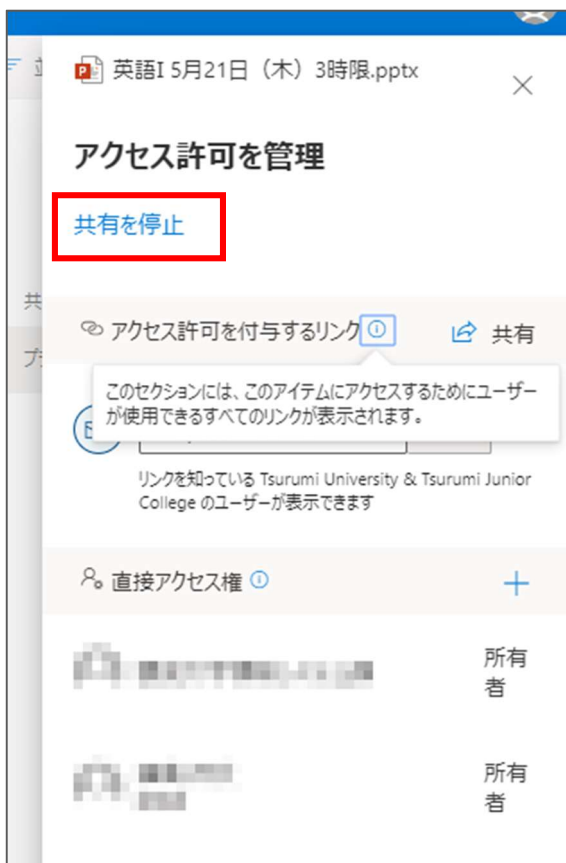 英語I 5月21日（木）3時限.pptx
アクセス許可を管理
共有を停止
アクセス許可を付与するリンク
共有
このセクションには、このアイテムにアクセスするためにユーザー
が使用できるすべてのリンクが表示されます。
リンクを知っている Tsurumi University & Tsurumi Junior
College のユーザーが表示できます
直接アクセス権
所有
者
所有
者